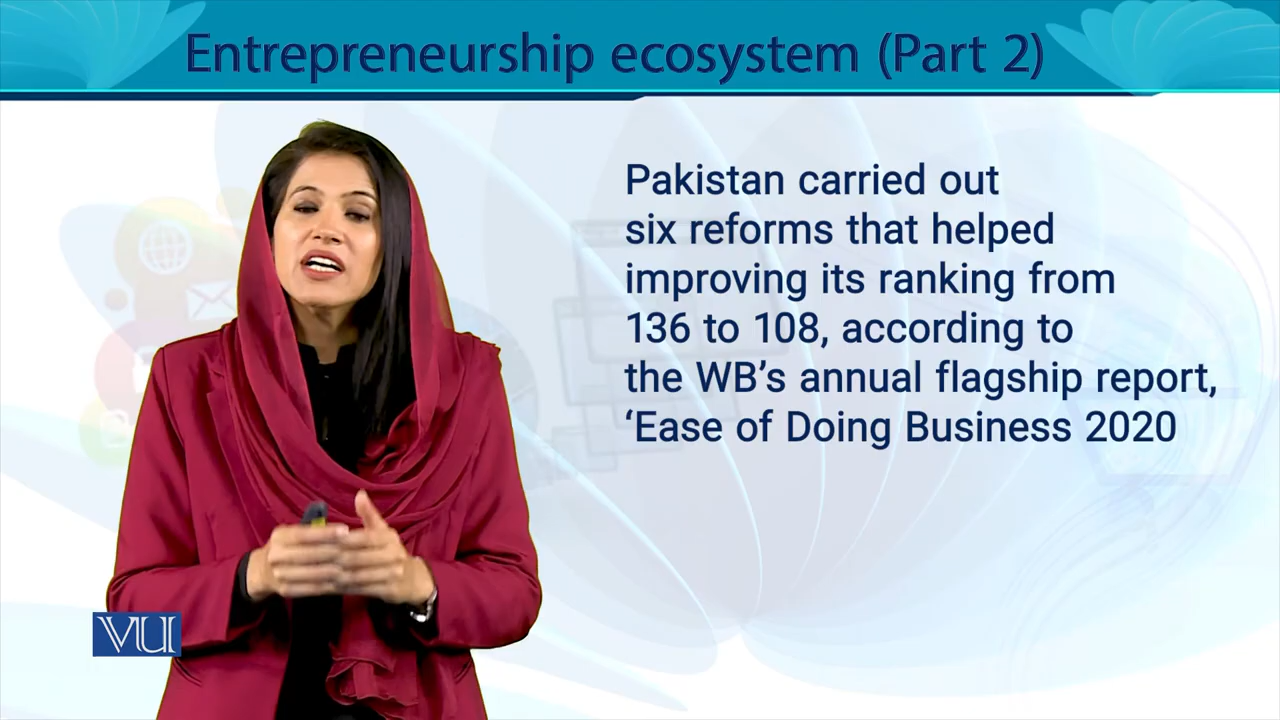 Entrepreneurship ecosystem (Part 2)
Pakistan carried out
six reforms that helped
improving its ranking from
136 to 108, according to
the WB’s annual flagship report,
‘Ease of Doing Business 2020
VU